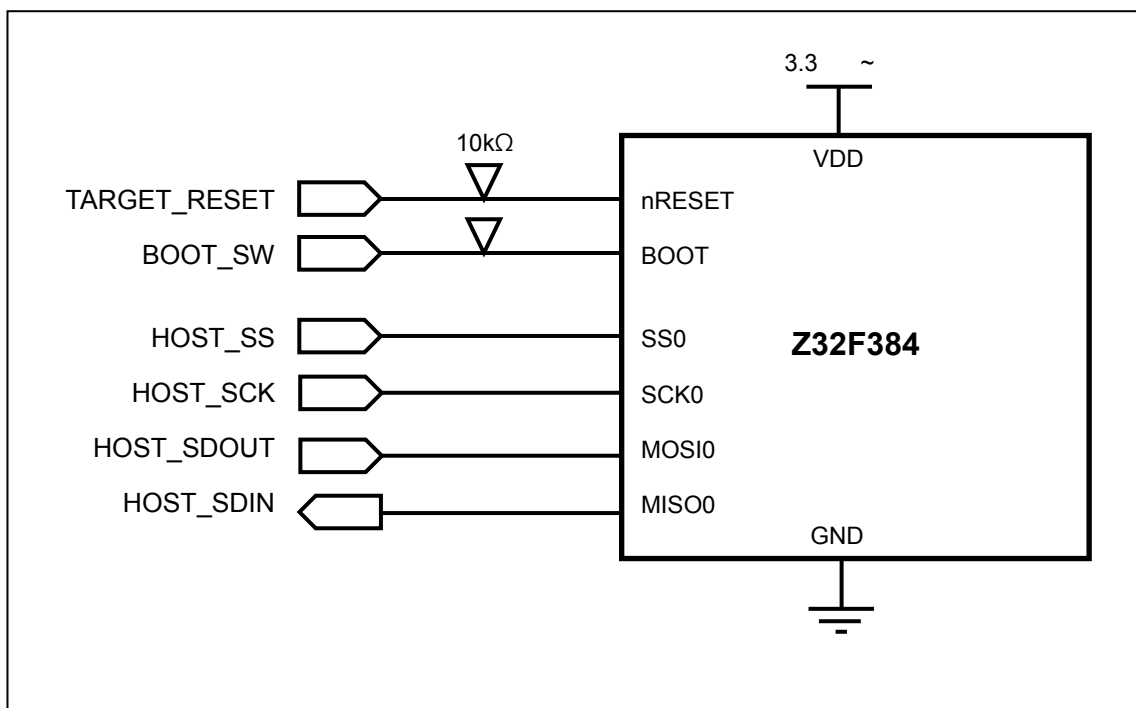 3.3 ~
10kΩ
VDD
TARGET_RESET
nRESET
BOOT_SW
BOOT
HOST_SS
SS0
Z32F384
HOST_SCK
SCK0
HOST_SDOUT
MOSI0
HOST_SDIN
MISO0
GND